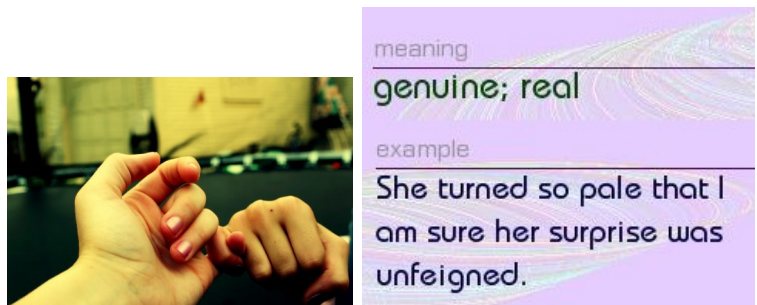 meaning
genuine; real
example
She turned so pale that I
am sure her surprise was
unfeigned.